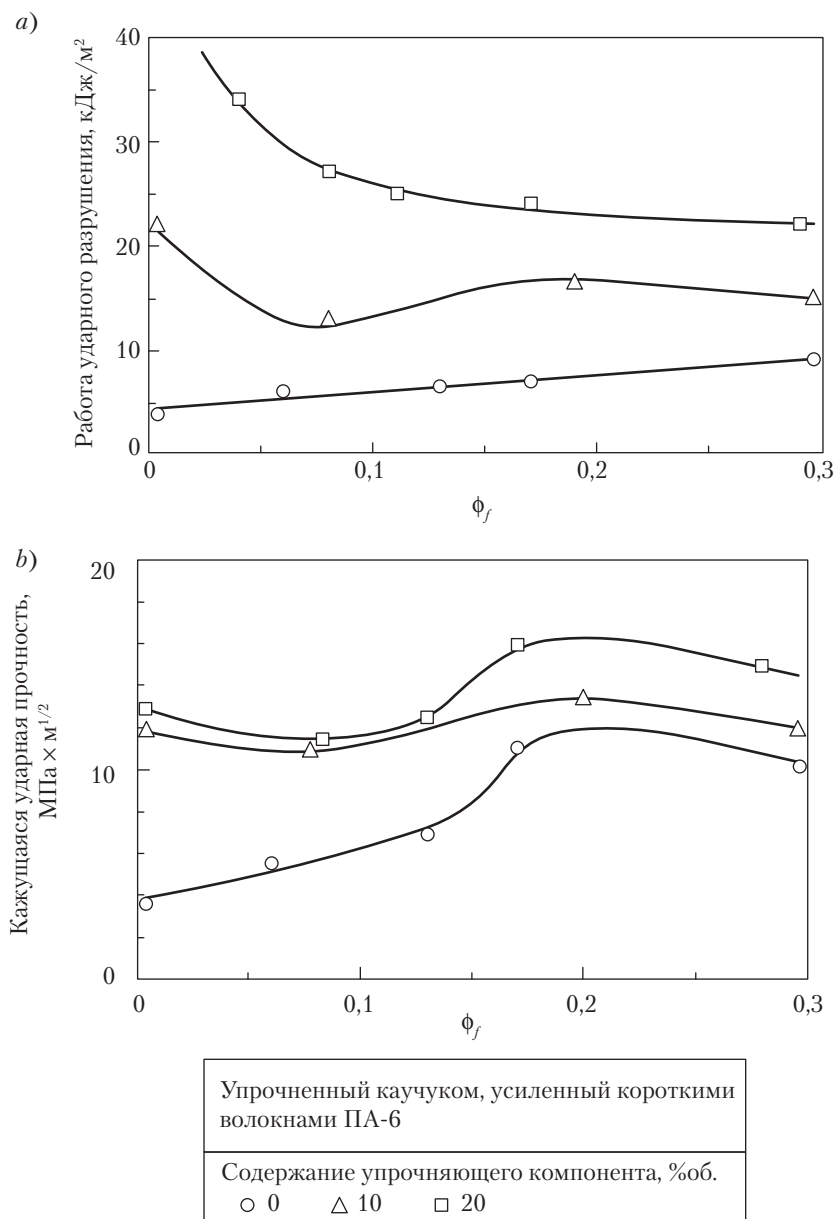 a)
Работа ударного разрушения, кДж/м²
40
30
20
10
0
0
0,1
0,2
0,3
ϕf
b)
Кажущаяся ударная прочность,
МПа × м1/2
20
10
0
0
0,1
0,2
0,3
ϕf
Упрочненный каучуком, усиленный короткими
волокнами ПА-6
Содержание упрочняющего компонента, %об.
0 10 20